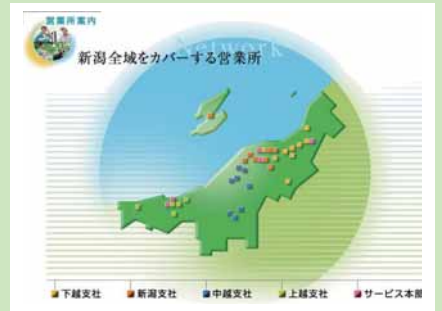 営業所案内
Network
新潟全域をカバーする営業所
下越支社
新潟支社
中越支社
上越支社
サービス本部